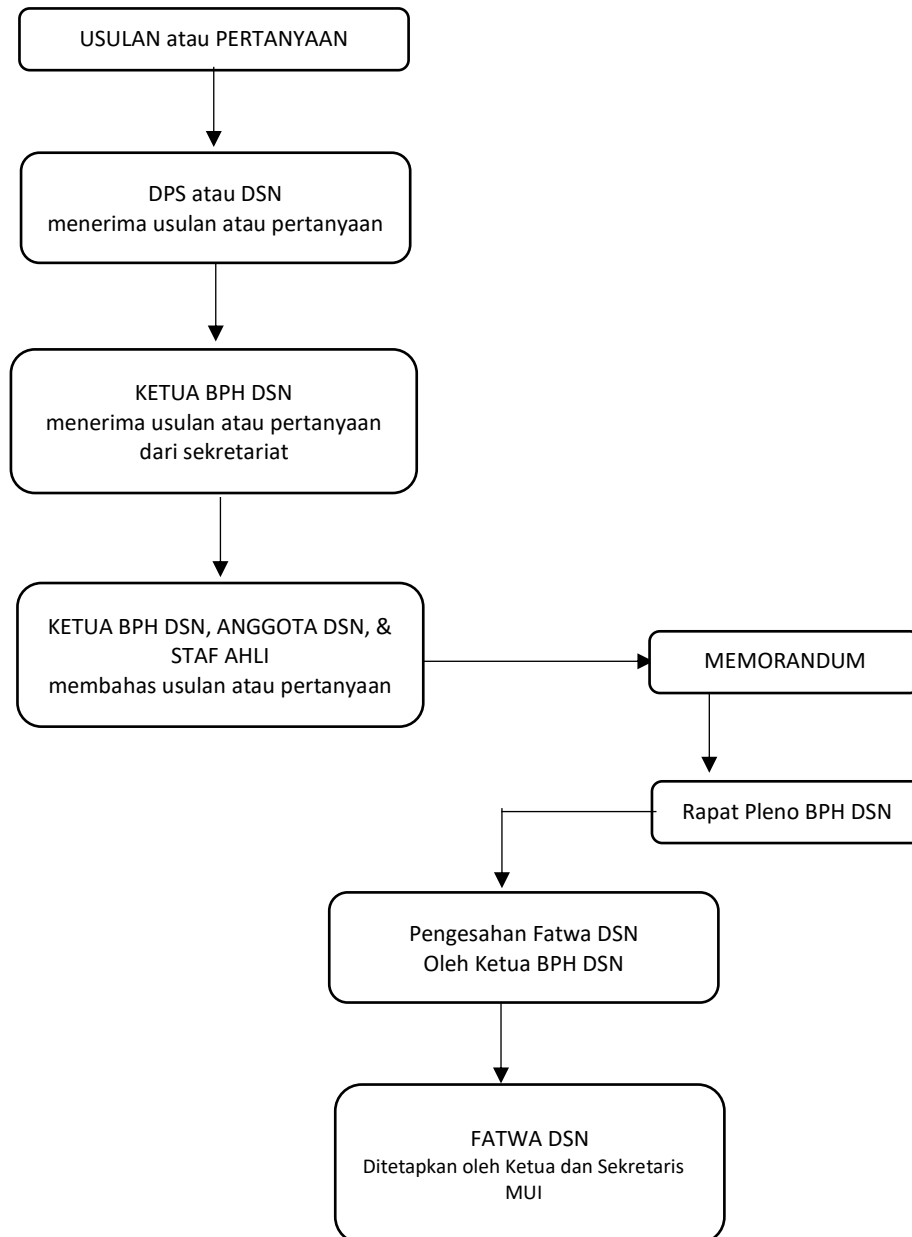 USULAN atau PERTANYAAN
DPS atau DSN
menerima usulan atau pertanyaan
KETUA BPH DSN
menerima usulan atau pertanyaan
dari sekretariat
KETUA BPH DSN, ANGGOTA DSN, &
STAF AHLI
membahas usulan atau pertanyaan
MEMORANDUM
Rapat Pleno BPH DSN
Pengesahan Fatwa DSN
Oleh Ketua BPH DSN
FATWA DSN
Ditetapkan oleh Ketua dan Sekretaris
MUI